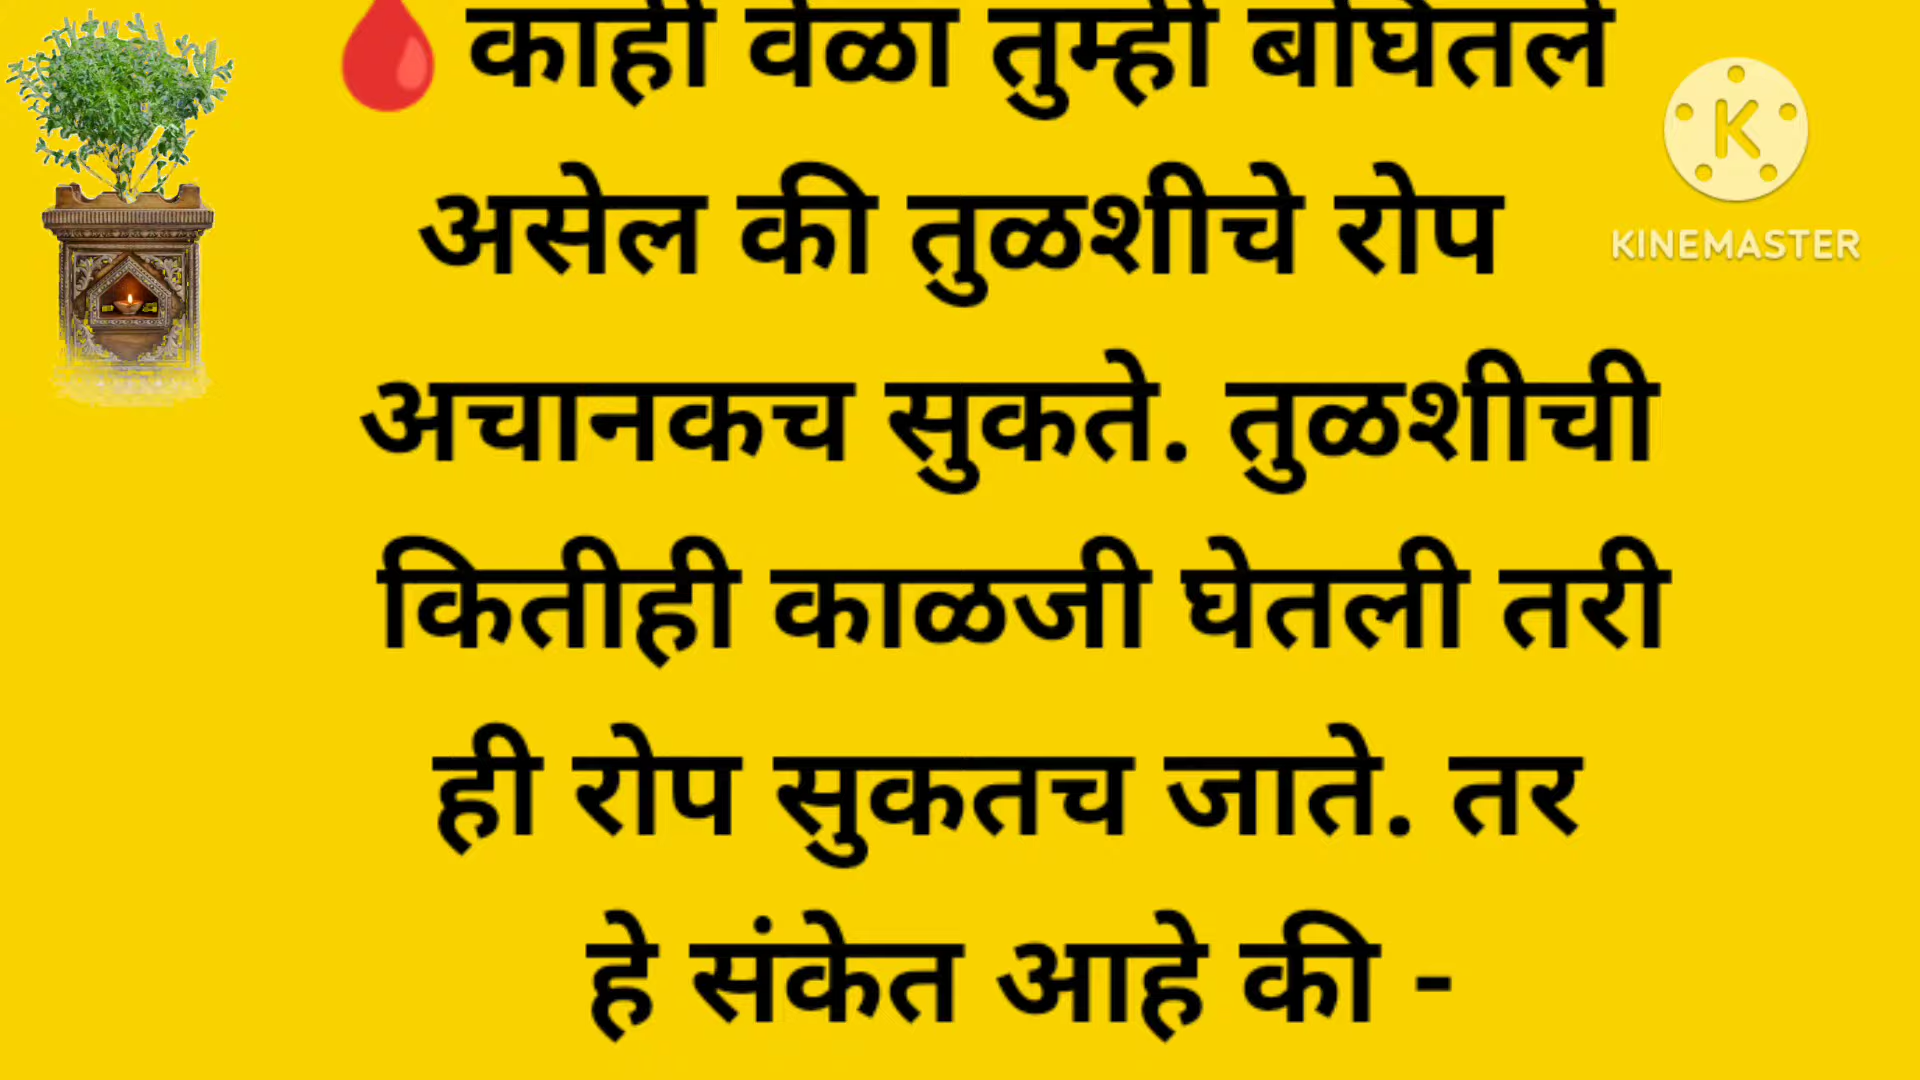 काही वेळा तुम्ही बघितले
असेल की तुळशीचे रोप
अचानकच सुकते. तुळशीची
कितीही काळजी घेतली तरी
ही रोप सुकतच जाते. तर
हे संकेत आहे की -
K
KINEMASTER